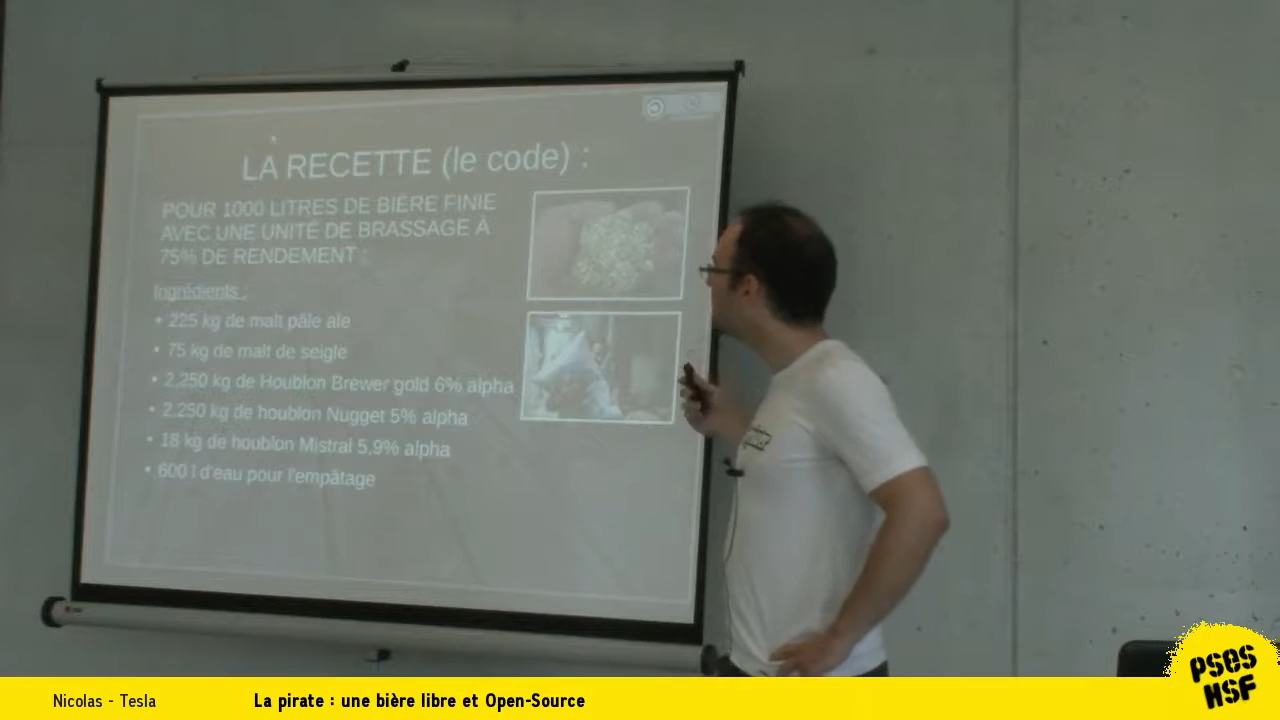 LA RECETTE (le code) :
POUR 1000 LITRES DE BIÈRE FINIE
AVEC UNE UNITÉ DE BRASSAGE À
75% DE RENDEMENT :
Ingrédients :
• 225 kg de malt pâle ale
• 75 kg de malt de seigle
• 2,250 kg de Houblon Brewer gold 6% alpha
• 2,250 kg de houblon Nugget 5% alpha
• 18 kg de houblon Mistral 5,9% alpha
• 600 l d'eau pour l'empâtage
PSES
HSF
Nicolas - Tesla
La pirate : une bière libre et Open-Source